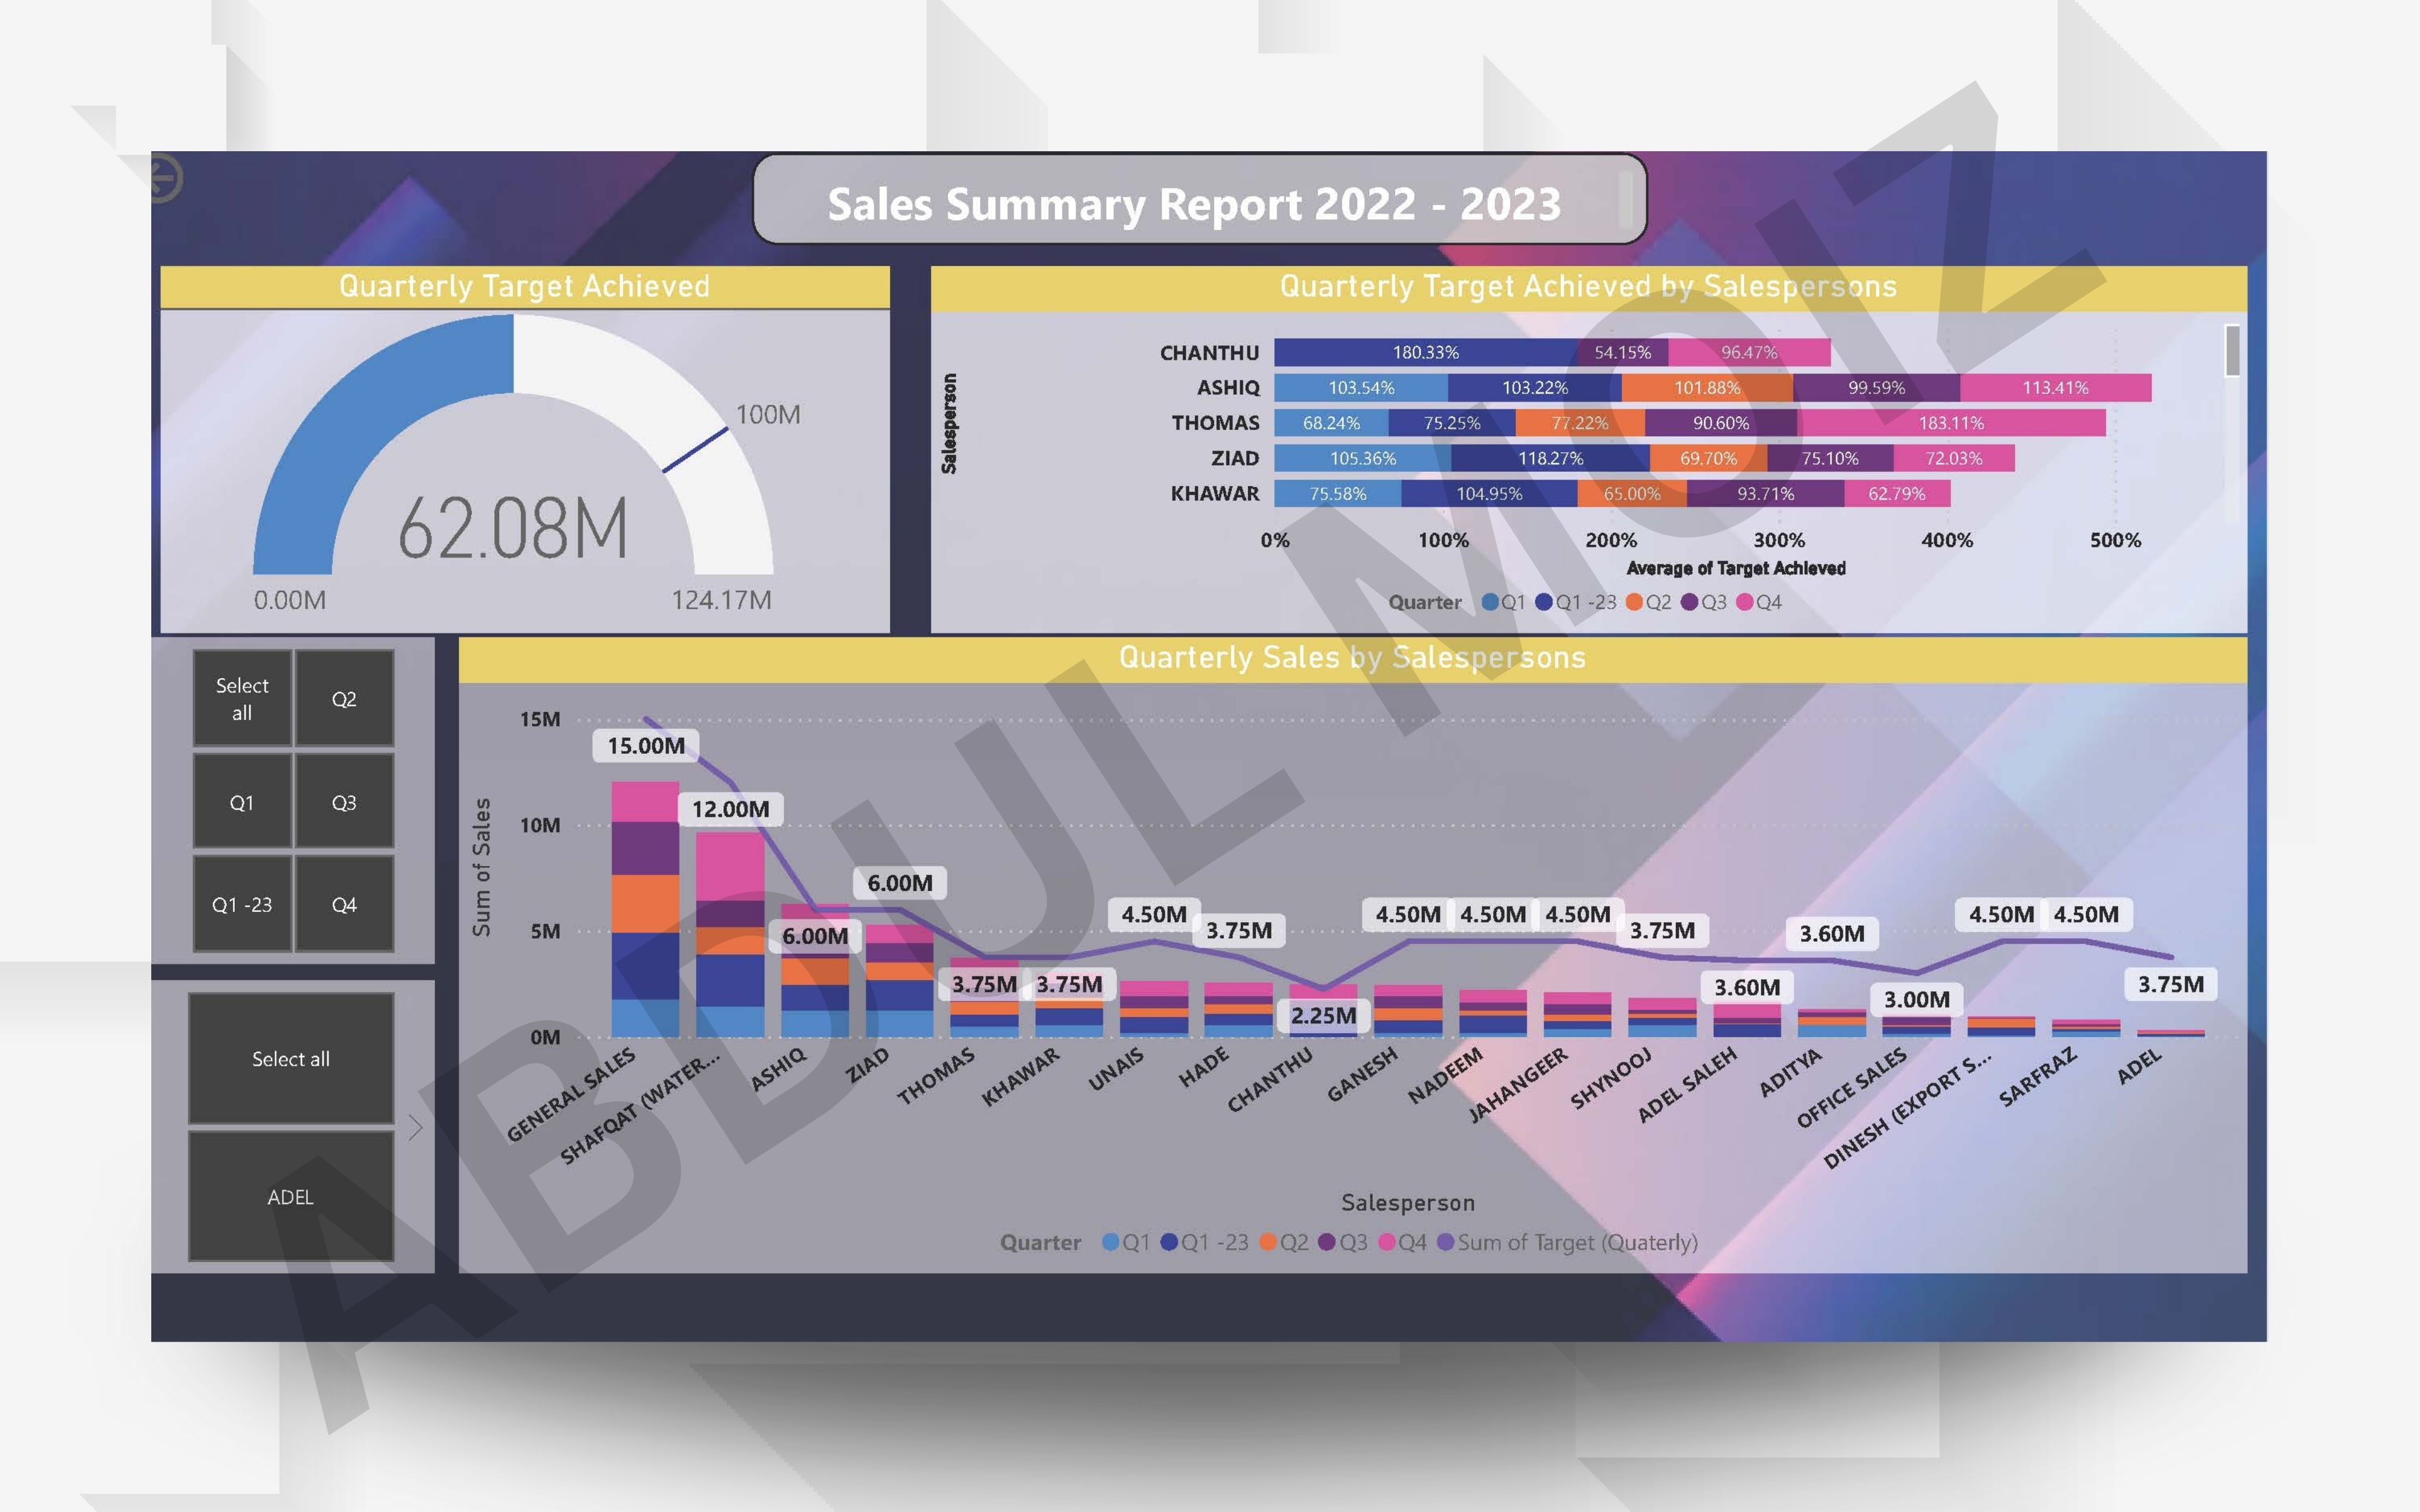 Sales Summary Report 2022 - 2023
Quarterly Target Achieved
100M
62.08M
0.00M
124.17M
Quarterly Target Achieved by Salespersons
Salesperson
CHANTHU 180.33% 54.15% 96.47%
ASHIQ 103.54% 103.22% 101.88% 99.59% 113.41%
THOMAS 68.24% 75.25% 77.22% 90.60% 183.11%
ZIAD 105.36% 118.27% 69.70% 75.10% 72.03%
KHAWAR 75.58% 104.95% 65.00% 93.71% 62.79%
0% 100% 200% 300% 400% 500%
Average of Target Achieved
Quarter Q1 Q1 -23 Q2 Q3 Q4
Select
all
Q2
Q1
Q3
Q1 -23
Q4
Select all
ADEL
Quarterly Sales by Salespersons
Sum of Sales
15M
10M
5M
0M
15.00M
12.00M
6.00M
6.00M
3.75M
3.75M
4.50M
3.75M
2.25M
4.50M
4.50M
4.50M
3.75M
3.60M
3.60M
3.00M
4.50M
4.50M
3.75M
GENERAL SALES
SHAFQAT (WATER...
ASHIQ
ZIAD
THOMAS
KHAWAR
UNAIS
HADE
CHANTHU
GANESH
NADEEM
JAHANGEER
SHYNOOJ
ADEL SALEH
ADITYA
OFFICE SALES
DINESH (EXPORT S...
SARFRAZ
ADEL
Salesperson
Quarter Q1 Q1 -23 Q2 Q3 Q4 Sum of Target (Quaterly)
ABDUL MOIZ